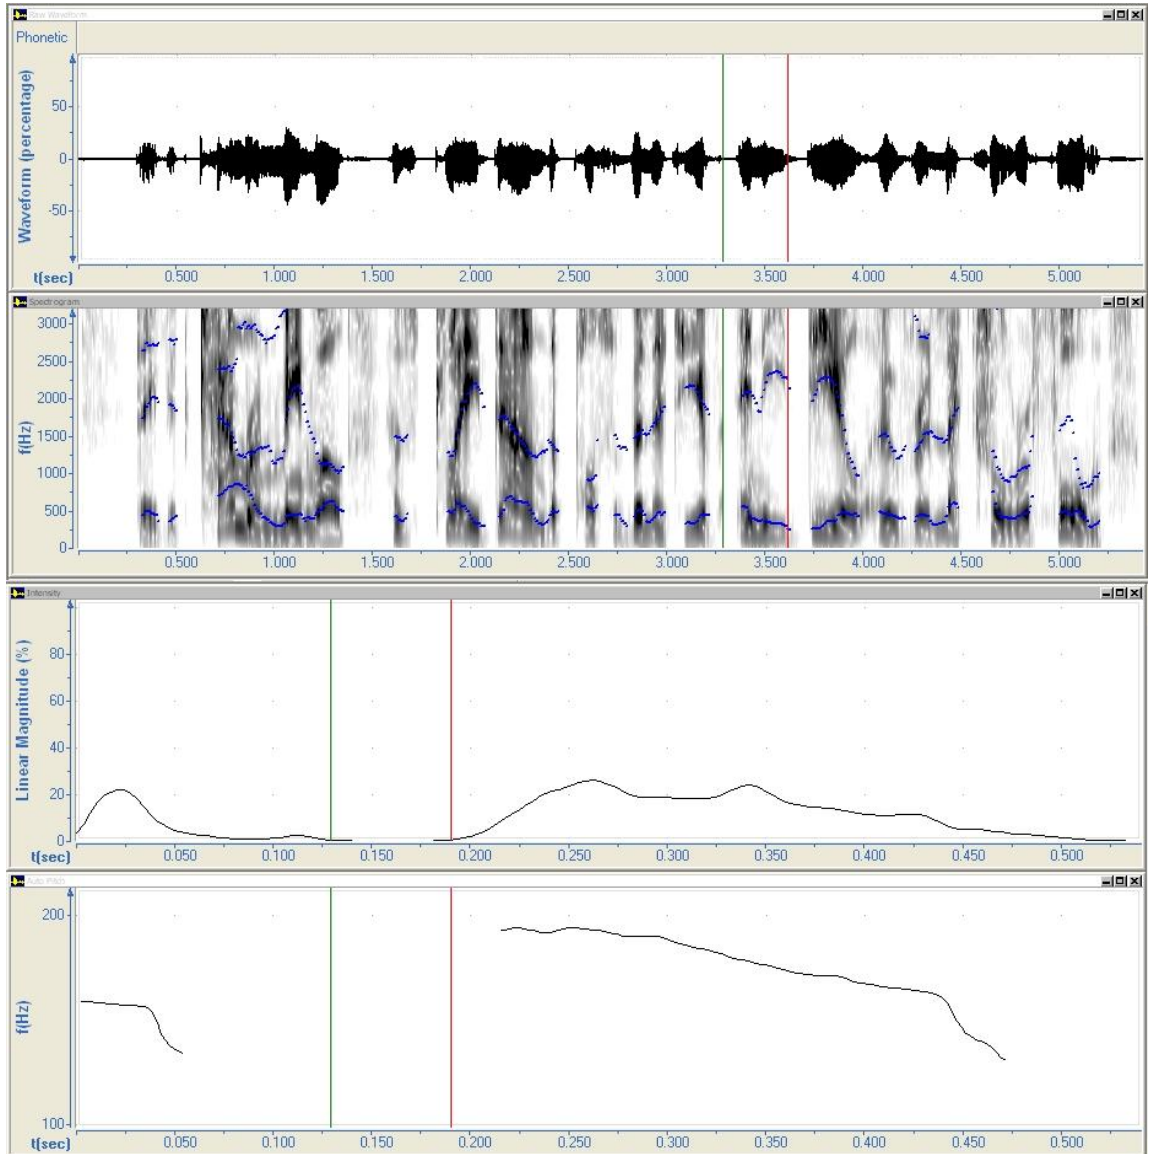 Raw Waveform
Phonetic
Waveform (percentage)
50
0
-50
t(sec)
0.500 1.000 1.500 2.000 2.500 3.000 3.500 4.000 4.500 5.000
Spectrogram
f(Hz)
3000
2500
2000
1500
1000
500
0
t(sec)
0.500 1.000 1.500 2.000 2.500 3.000 3.500 4.000 4.500 5.000
Intensity
Linear Magnitude (%)
80
60
40
20
0
t(sec)
0.050 0.100 0.150 0.200 0.250 0.300 0.350 0.400 0.450 0.500
Auto Pitch
f(Hz)
200
100
t(sec)
0.050 0.100 0.150 0.200 0.250 0.300 0.350 0.400 0.450 0.500